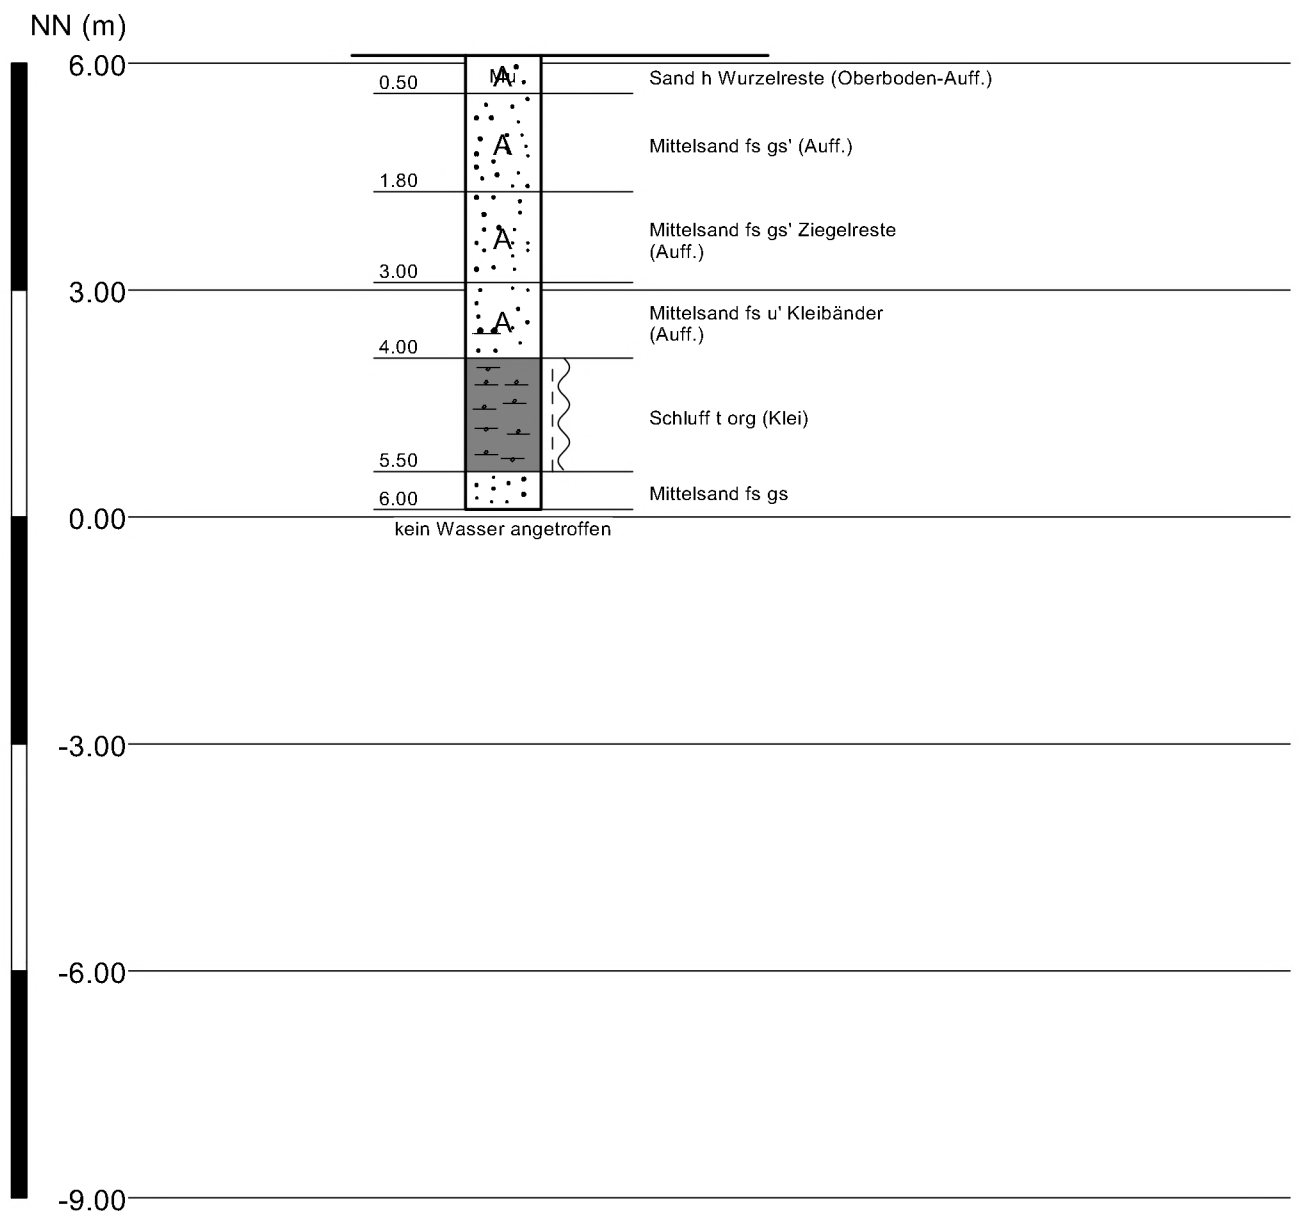 NN (m)
6.00
0.50
Mu
A
Sand h Wurzelreste (Oberboden-Auff.)
A
Mittelsand fs gs' (Auff.)
1.80
A
Mittelsand fs gs' Ziegelreste
(Auff.)
3.00
3.00
A
Mittelsand fs u' Kleibänder
(Auff.)
4.00
Schluff t org (Klei)
5.50
Mittelsand fs gs
6.00
0.00
kein Wasser angetroffen
-3.00
-6.00
-9.00